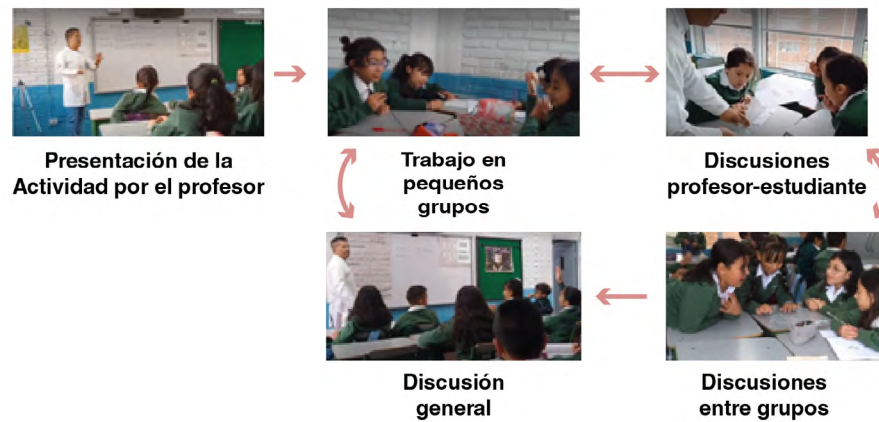 Presentación de la
Actividad por el profesor
Trabajo en
pequeños
grupos
Discusiones
profesor-estudiante
Discusión
general
Discusiones
entre grupos